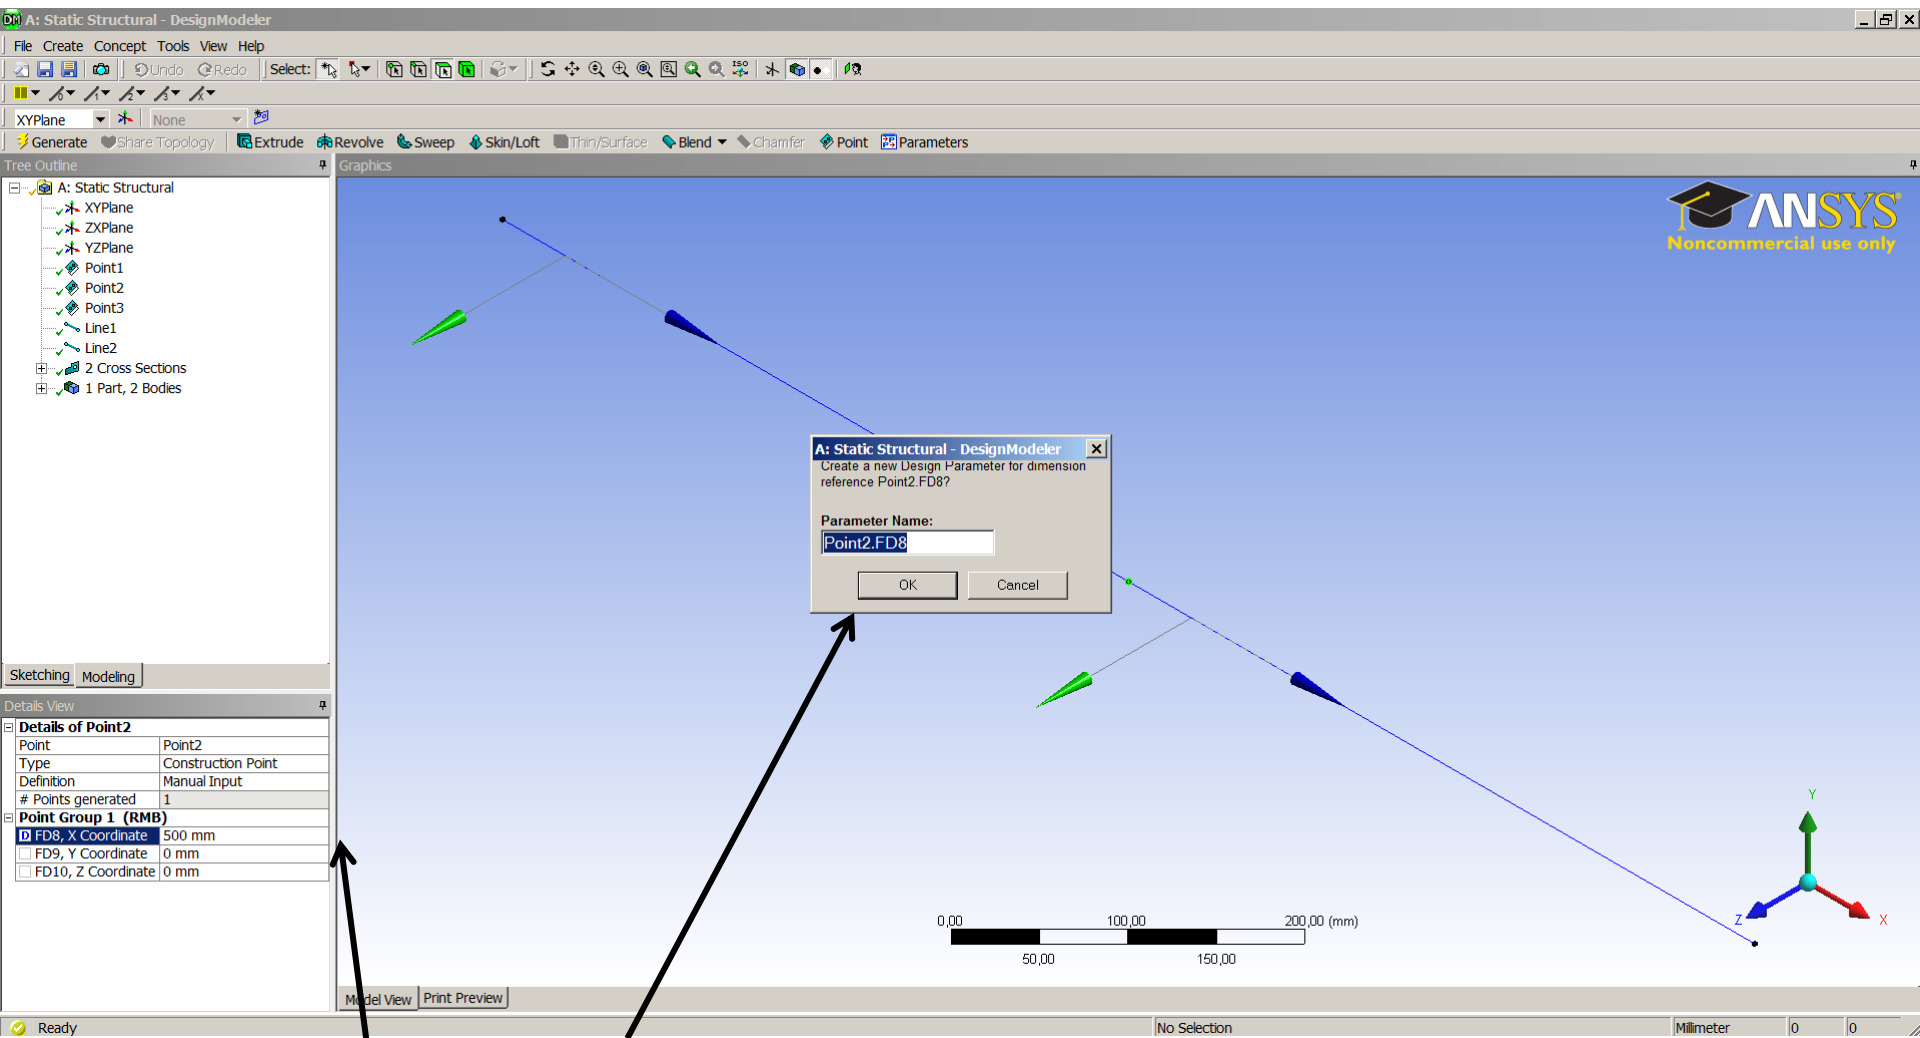 DM A: Static Structural - DesignModeler
File Create Concept Tools View Help
Undo Redo Select: ISO
XYPlane None
Generate Share Topology Extrude Revolve Sweep Skin/Loft Thin/Surface Blend Chamfer Point Parameters
Tree Outline
Graphics
A: Static Structural
XYPlane
ZXPlane
YZPlane
Point1
Point2
Point3
Line1
Line2
2 Cross Sections
1 Part, 2 Bodies
Sketching Modeling
Details View
Details of Point2
Point Point2
Type Construction Point
Definition Manual Input
# Points generated 1
Point Group 1 (RMB)
D FD8, X Coordinate 500 mm
FD9, Y Coordinate 0 mm
FD10, Z Coordinate 0 mm
ANSYS
Noncommercial use only
A: Static Structural - DesignModeler
Create a new Design Parameter for dimension
reference Point2.FD8?
Parameter Name:
Point2.FD8
OK Cancel
Y
Z X
0,00 100,00 200,00 (mm)
50,00 150,00
Model View Print Preview
Ready No Selection Millimeter 0 0